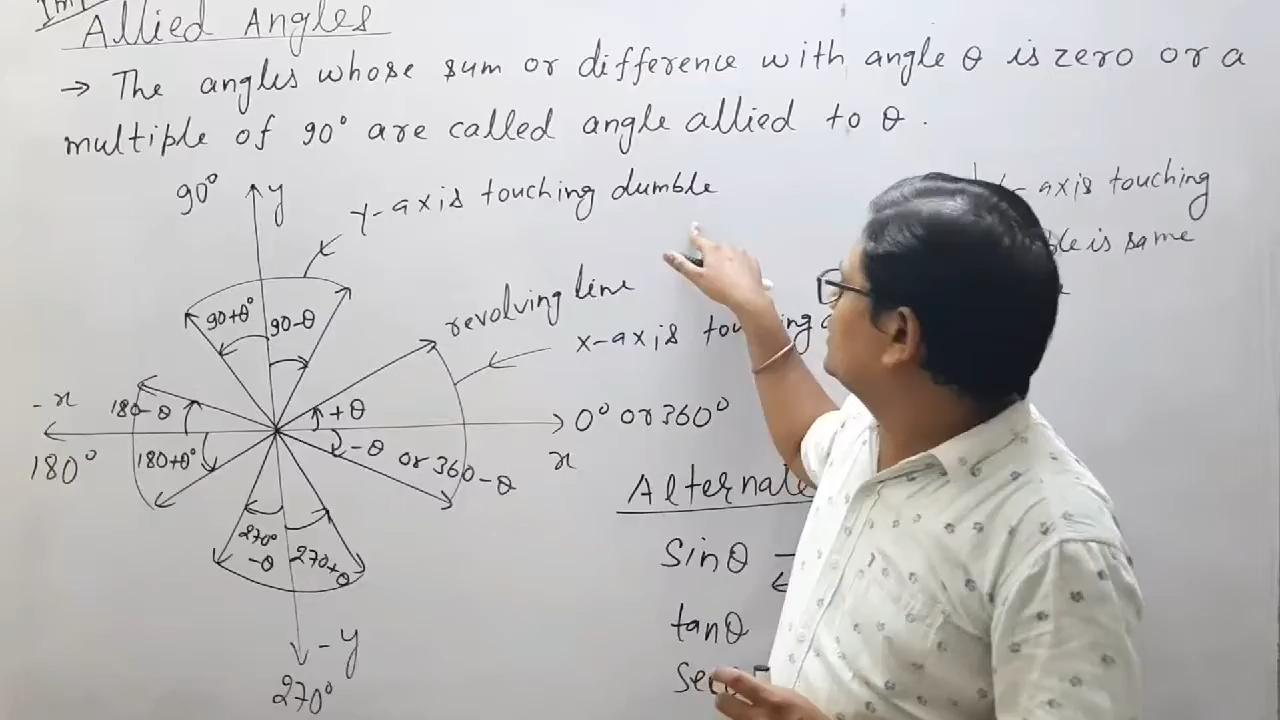 Imp
Allied Angles
→ The angles whose sum or difference with angle θ is zero or a
multiple of 90° are called angle allied to θ.
90°
y
Y-axis touching dumble
axis touching
is same
revolving line
x-axis touching
90+θ°
90-θ
-x
180-θ
+θ
0° or 360°
180°
180+θ°
-θ or 360-θ
x
270°
-θ
270+θ
Alternate
sinθ
tanθ
-y
270°